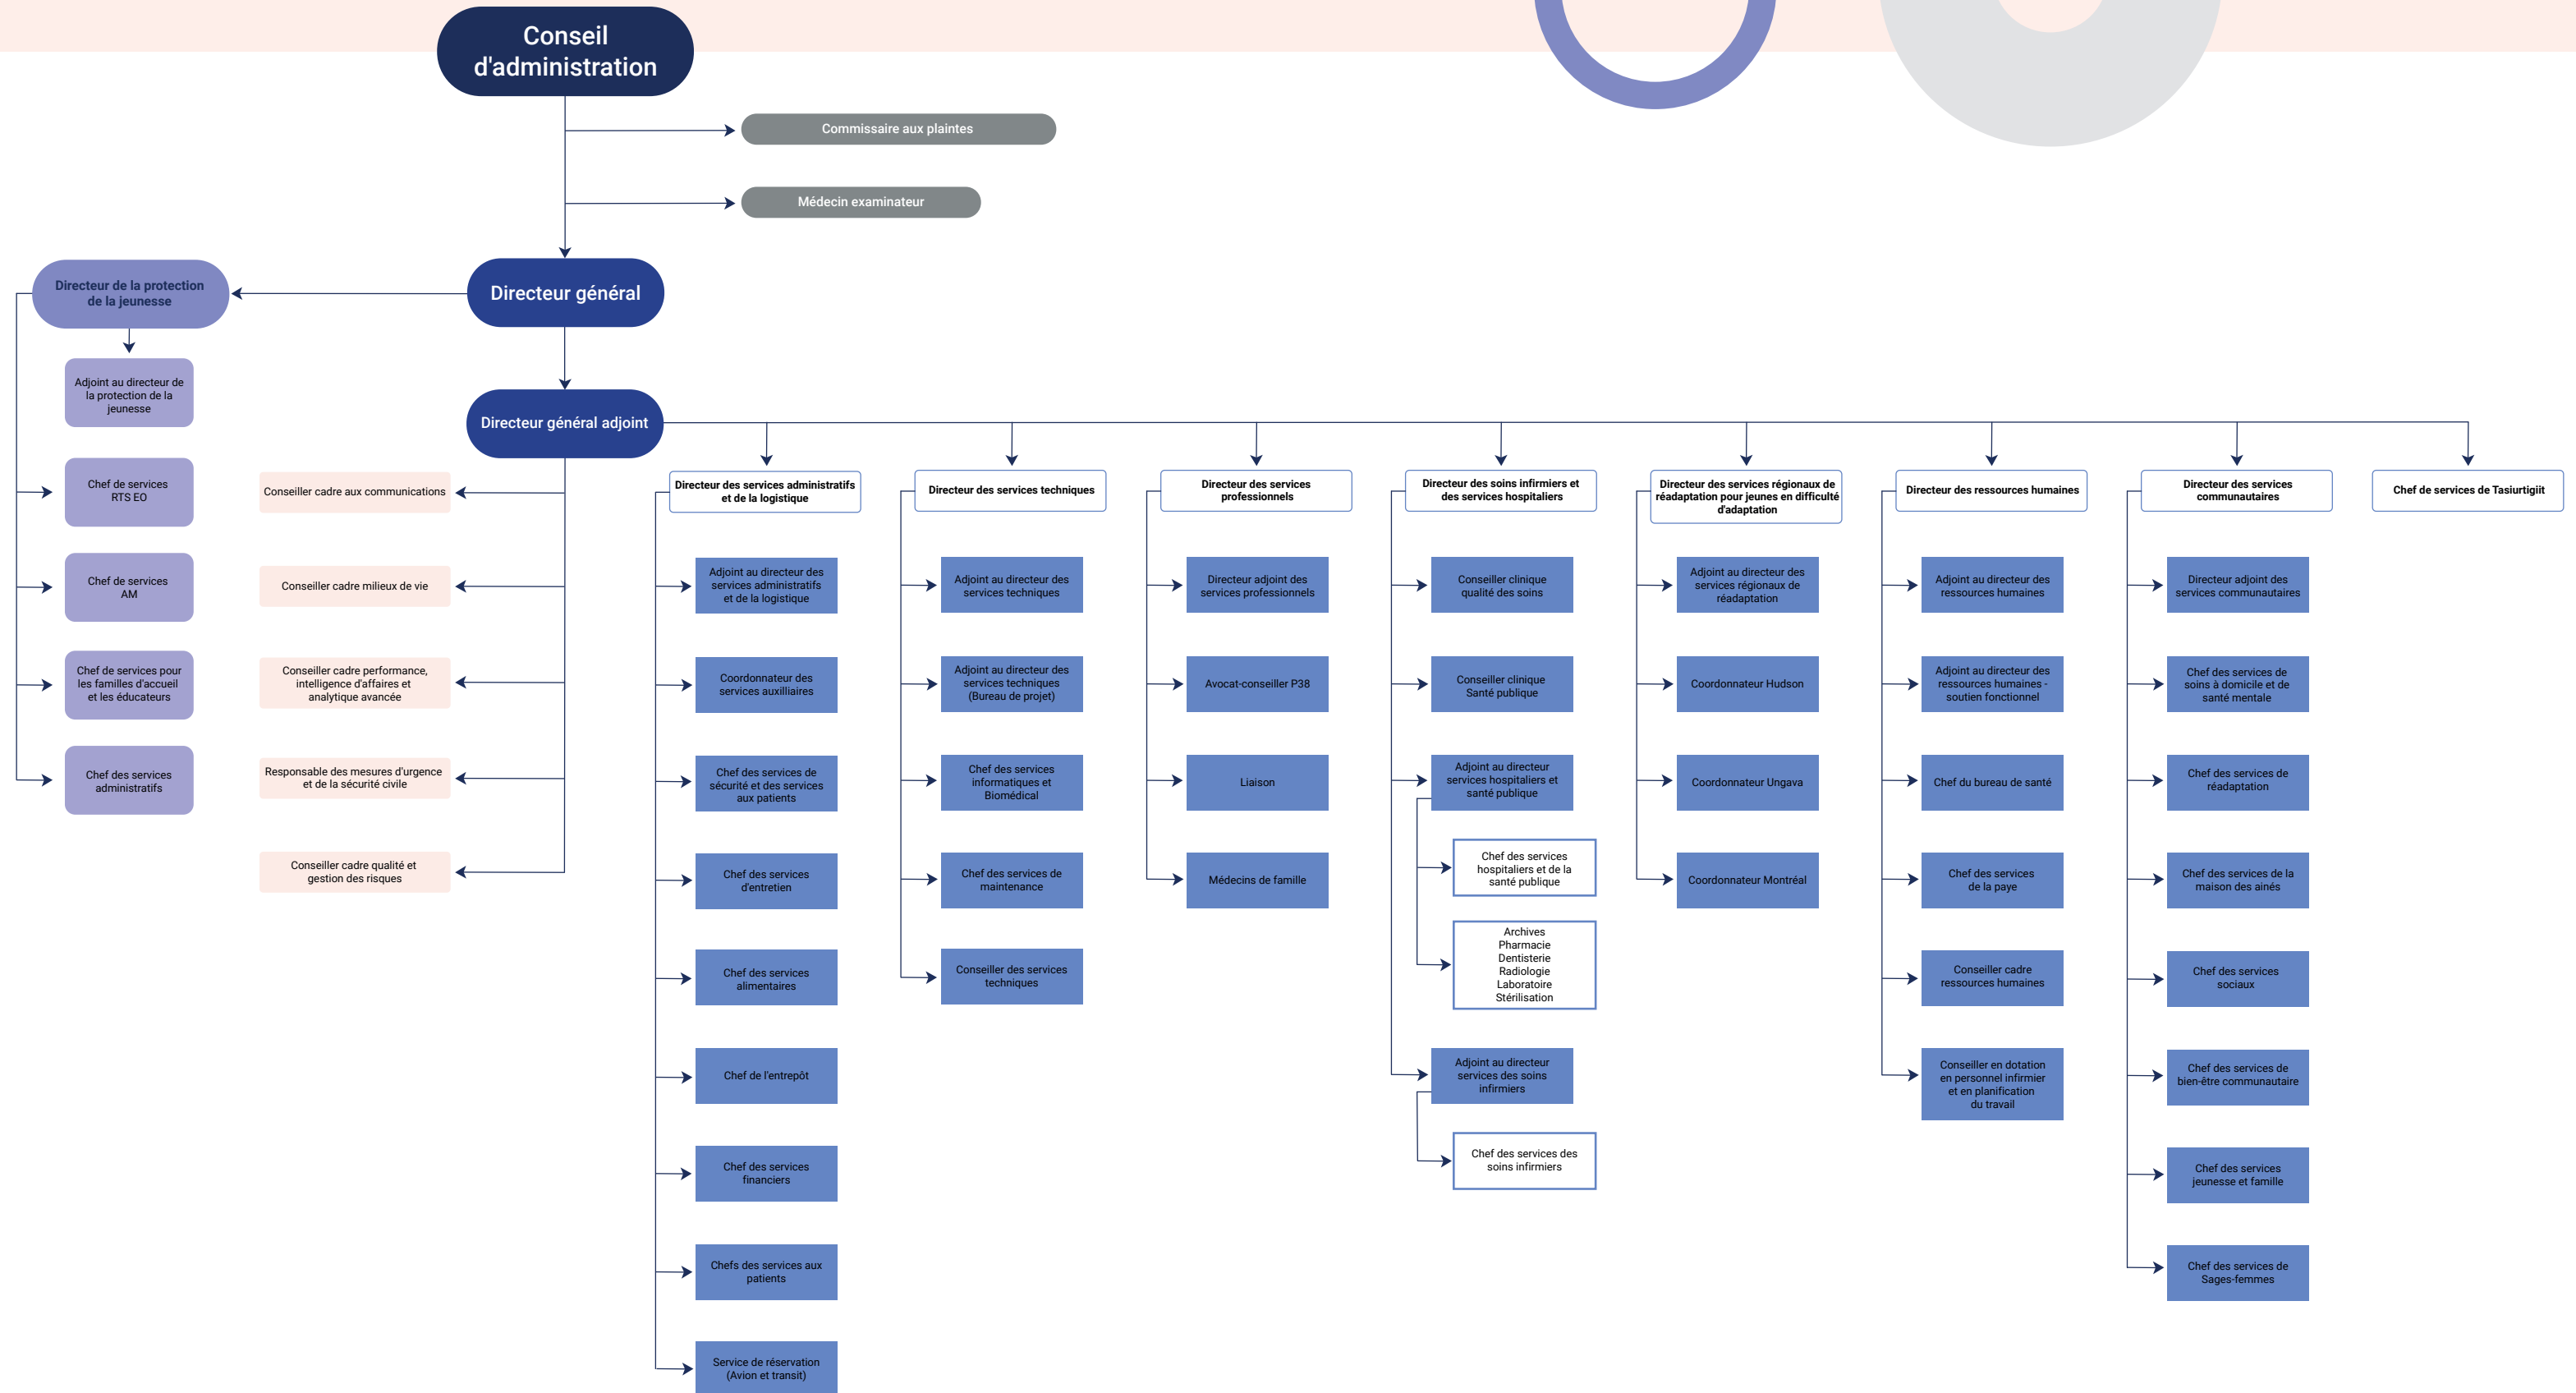 Conseil
d'administration
Commissaire aux plaintes
Médecin examinateur
Directeur de la protection
de la jeunesse
Directeur général
Adjoint au directeur de
la protection de la
jeunesse
Directeur général adjoint
Chef de services
RTS EO
Chef de services
AM
Chef de services pour
les familles d'accueil
et les éducateurs
Chef des services
administratifs
Conseiller cadre aux communications
Conseiller cadre milieux de vie
Conseiller cadre performance,
intelligence d'affaires et
analytique avancée
Responsable des mesures d'urgence
et de la sécurité civile
Conseiller cadre qualité et
gestion des risques
Directeur des services administratifs
et de la logistique
Adjoint au directeur des
services administratifs
et de la logistique
Coordonnateur des
services auxilliaires
Chef des services de
sécurité et des services
aux patients
Chef des services
d'entretien
Chef des services
alimentaires
Chef de l'entrepôt
Chef des services
financiers
Chefs des services aux
patients
Service de réservation
(Avion et transit)
Directeur des services techniques
Adjoint au directeur des
services techniques
Adjoint au directeur des
services techniques
(Bureau de projet)
Chef des services
informatiques et
Biomédical
Chef des services de
maintenance
Conseiller des services
techniques
Directeur des services
professionnels
Directeur adjoint des
services professionnels
Avocat-conseiller P38
Liaison
Médecins de famille
Directeur des soins infirmiers et
des services hospitaliers
Conseiller clinique
qualité des soins
Conseiller clinique
Santé publique
Adjoint au directeur
services hospitaliers et
santé publique
Chef des services
hospitaliers et de la
santé publique
Archives
Pharmacie
Dentisterie
Radiologie
Laboratoire
Stérilisation
Adjoint au directeur
services des soins
infirmiers
Chef des services des
soins infirmiers
Directeur des services régionaux de
réadaptation pour jeunes en difficulté
d'adaptation
Adjoint au directeur des
services régionaux de
réadaptation
Coordonnateur Hudson
Coordonnateur Ungava
Coordonnateur Montréal
Directeur des ressources humaines
Adjoint au directeur des
ressources humaines
Adjoint au directeur des
ressources humaines -
soutien fonctionnel
Chef du bureau de santé
Chef des services
de la paye
Conseiller cadre
ressources humaines
Conseiller en dotation
en personnel infirmier
et en planification
du travail
Directeur des services
communautaires
Directeur adjoint des
services communautaires
Chef des services de
soins à domicile et de
santé mentale
Chef des services de
réadaptation
Chef des services de la
maison des ainés
Chef des services
sociaux
Chef des services de
bien-être communautaire
Chef des services
jeunesse et famille
Chef des services de
Sages-femmes
Chef de services de Tasiurtigiit